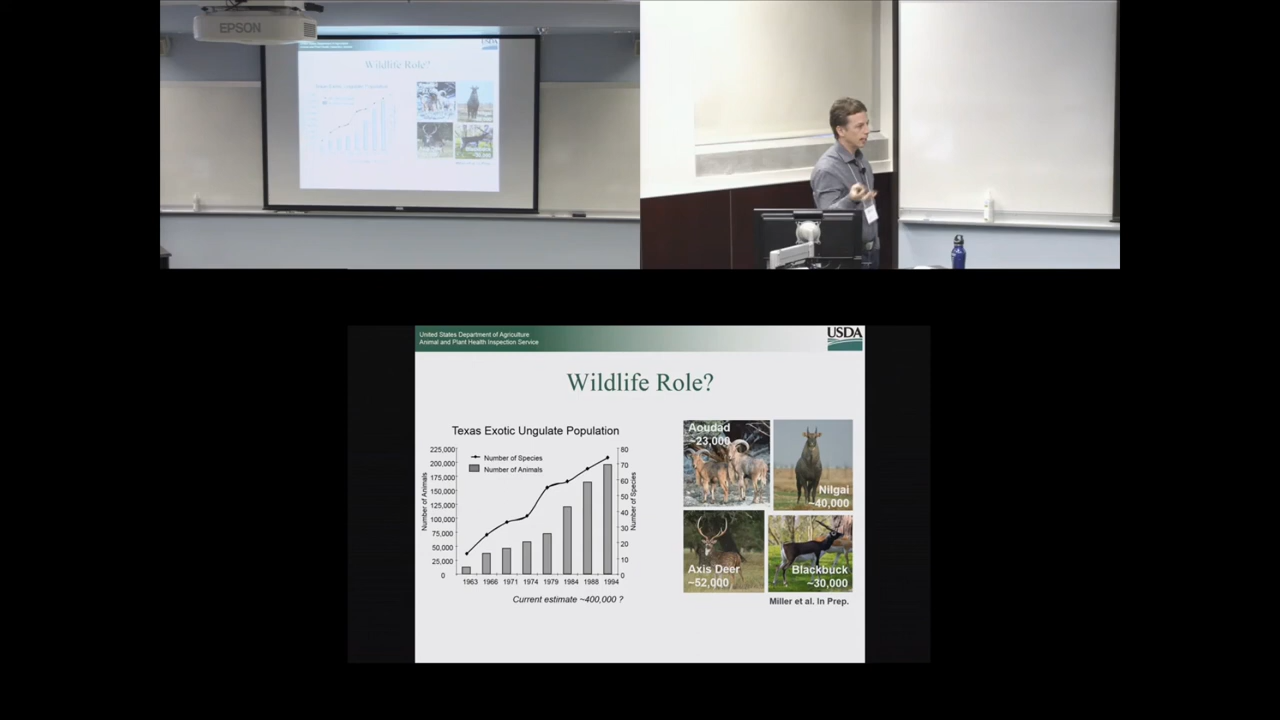 EPSON
USDA
Wildlife Role?
United States Department of Agriculture
Animal and Plant Health Inspection Service
USDA
Wildlife Role?
Texas Exotic Ungulate Population
Number of Species
Number of Animals
225,000
200,000
175,000
150,000
125,000
100,000
75,000
50,000
25,000
0
Number of Animals
80
70
60
50
40
30
20
10
0
Number of Species
1963 1966 1971 1974 1979 1984 1988 1994
Current estimate ~400,000 ?
Aoudad
~23,000
Nilgai
~40,000
Axis Deer
~52,000
Blackbuck
~30,000
Miller et al. In Prep.